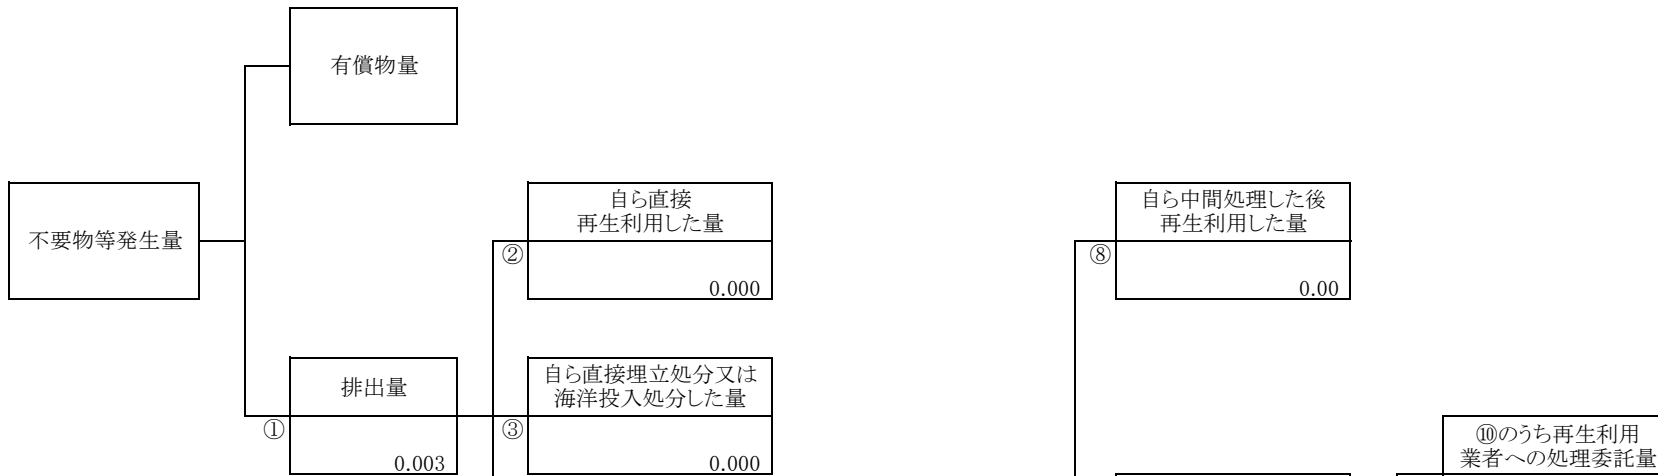 有償物量
不要物等発生量
自ら直接
再生利用した量
②
0.000
自ら中間処理した後
再生利用した量
⑧
0.00
排出量
①
0.003
自ら直接埋立処分又は
海洋投入処分した量
③
0.000
⑩のうち再生利用
業者への処理委託量